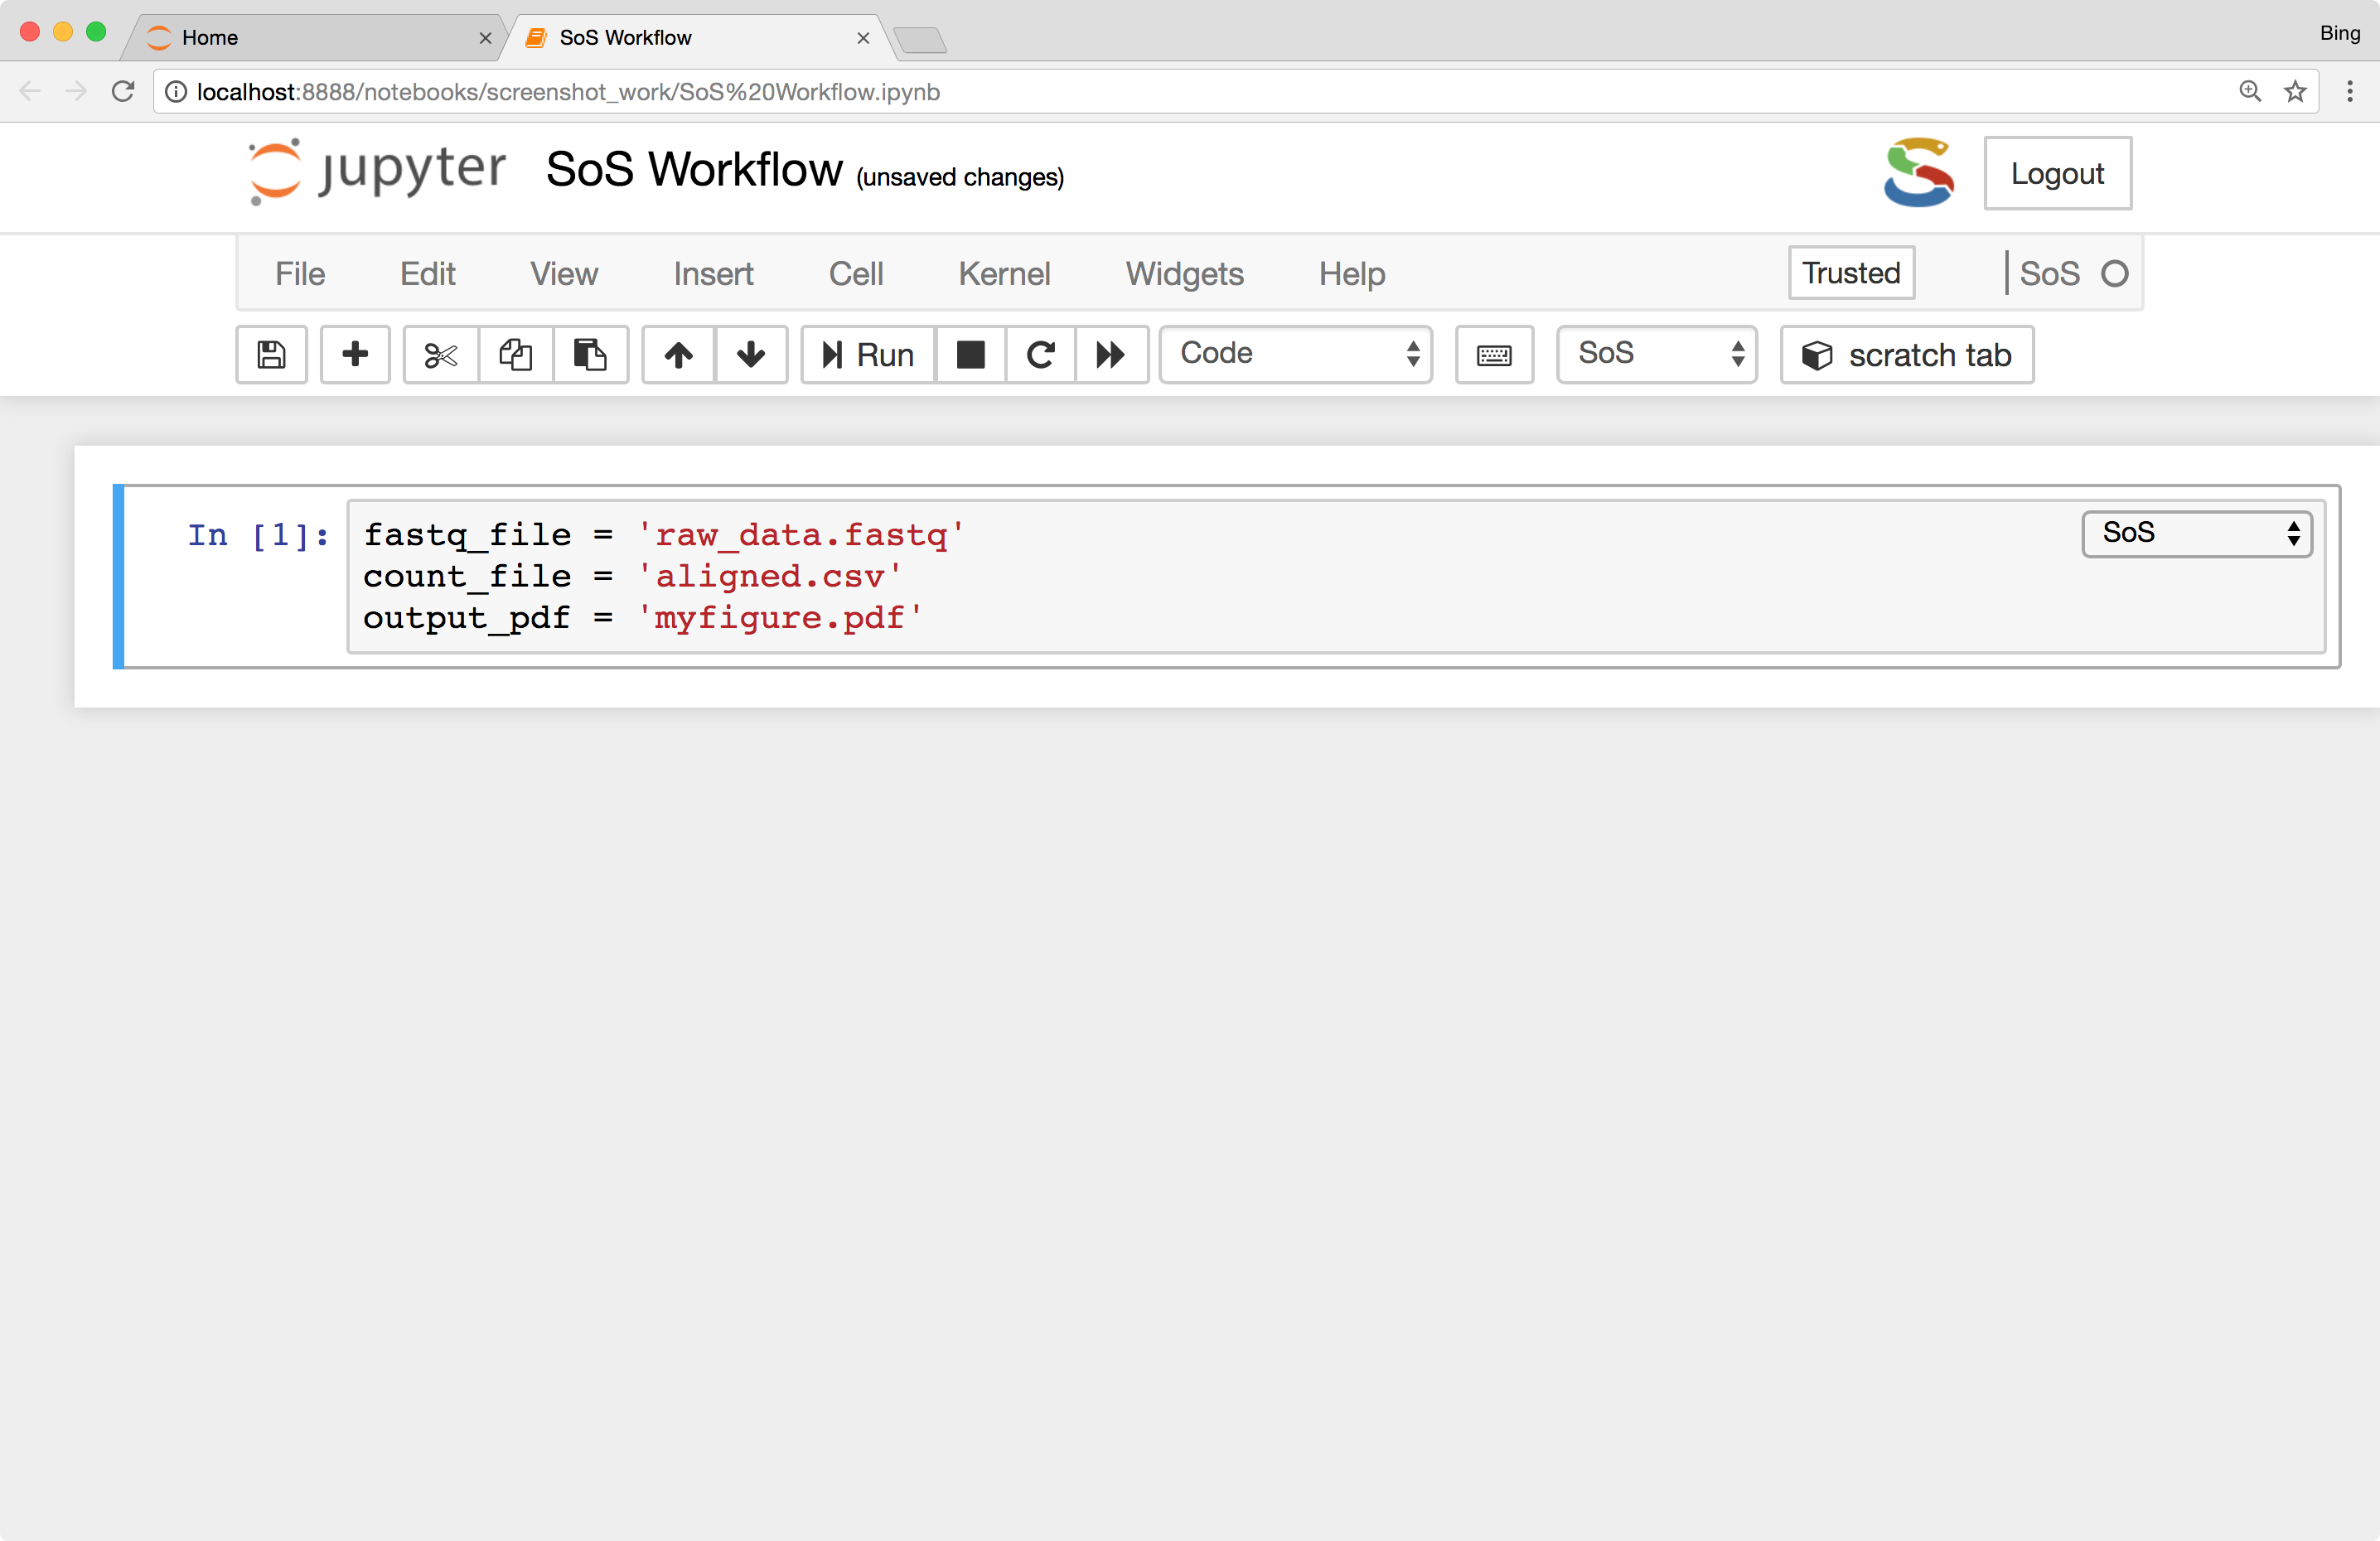 Home
SoS Workflow
Bing
localhost:8888/notebooks/screenshot_work/SoS%20Workflow.ipynb
jupyter SoS Workflow (unsaved changes) Logout
File Edit View Insert Cell Kernel Widgets Help Trusted SoS
Run Code SoS scratch tab
In [1]: fastq_file = 'raw_data.fastq' SoS
count_file = 'aligned.csv'
output_pdf = 'myfigure.pdf'